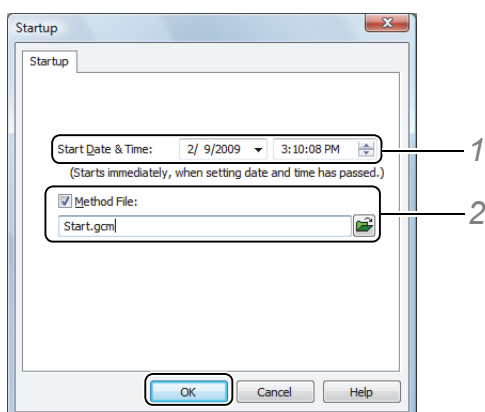 Startup
Startup
Start Date & Time: 2/ 9/2009 3:10:08 PM
1
(Starts immediately, when setting date and time has passed.)
Method File:
2
Start.gcm
OK Cancel Help